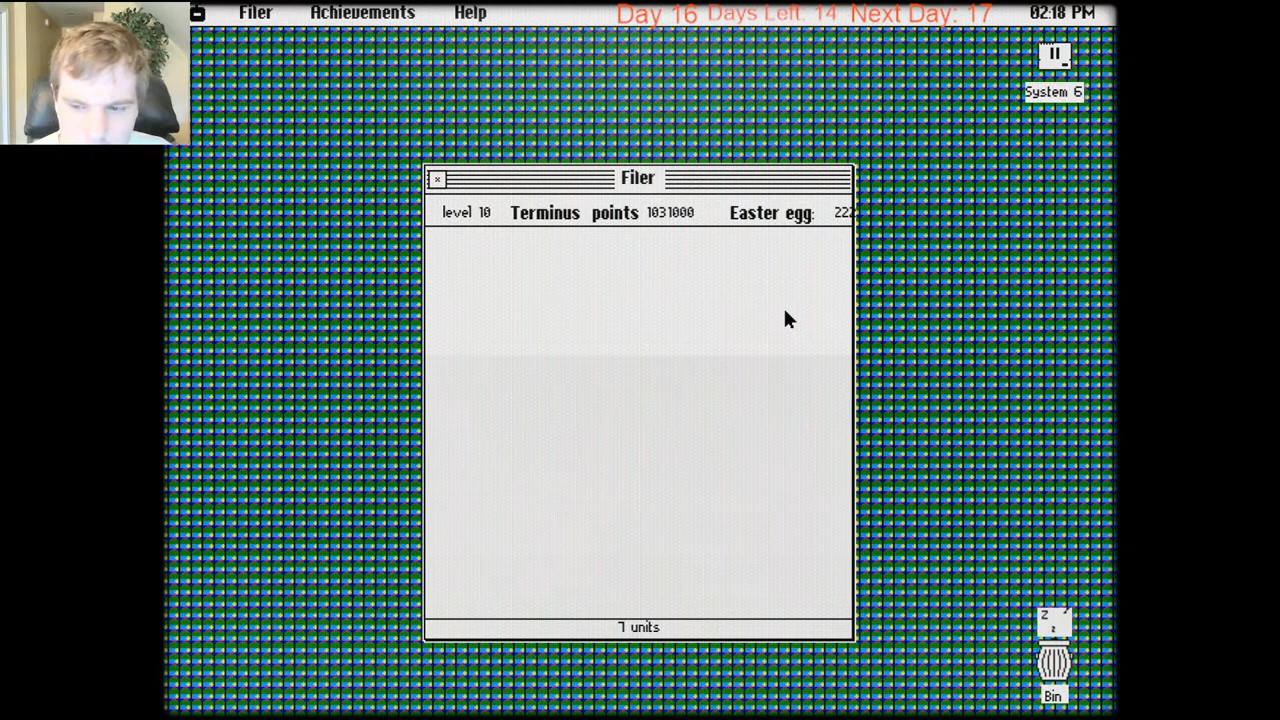 Filer Achievements Help Day 16 Days Left: 14 Next Day: 17 02:18 PM
System 6
Filer
level 10 Terminus points 1031000 Easter egg: 222
7 units
Z
z
Bin